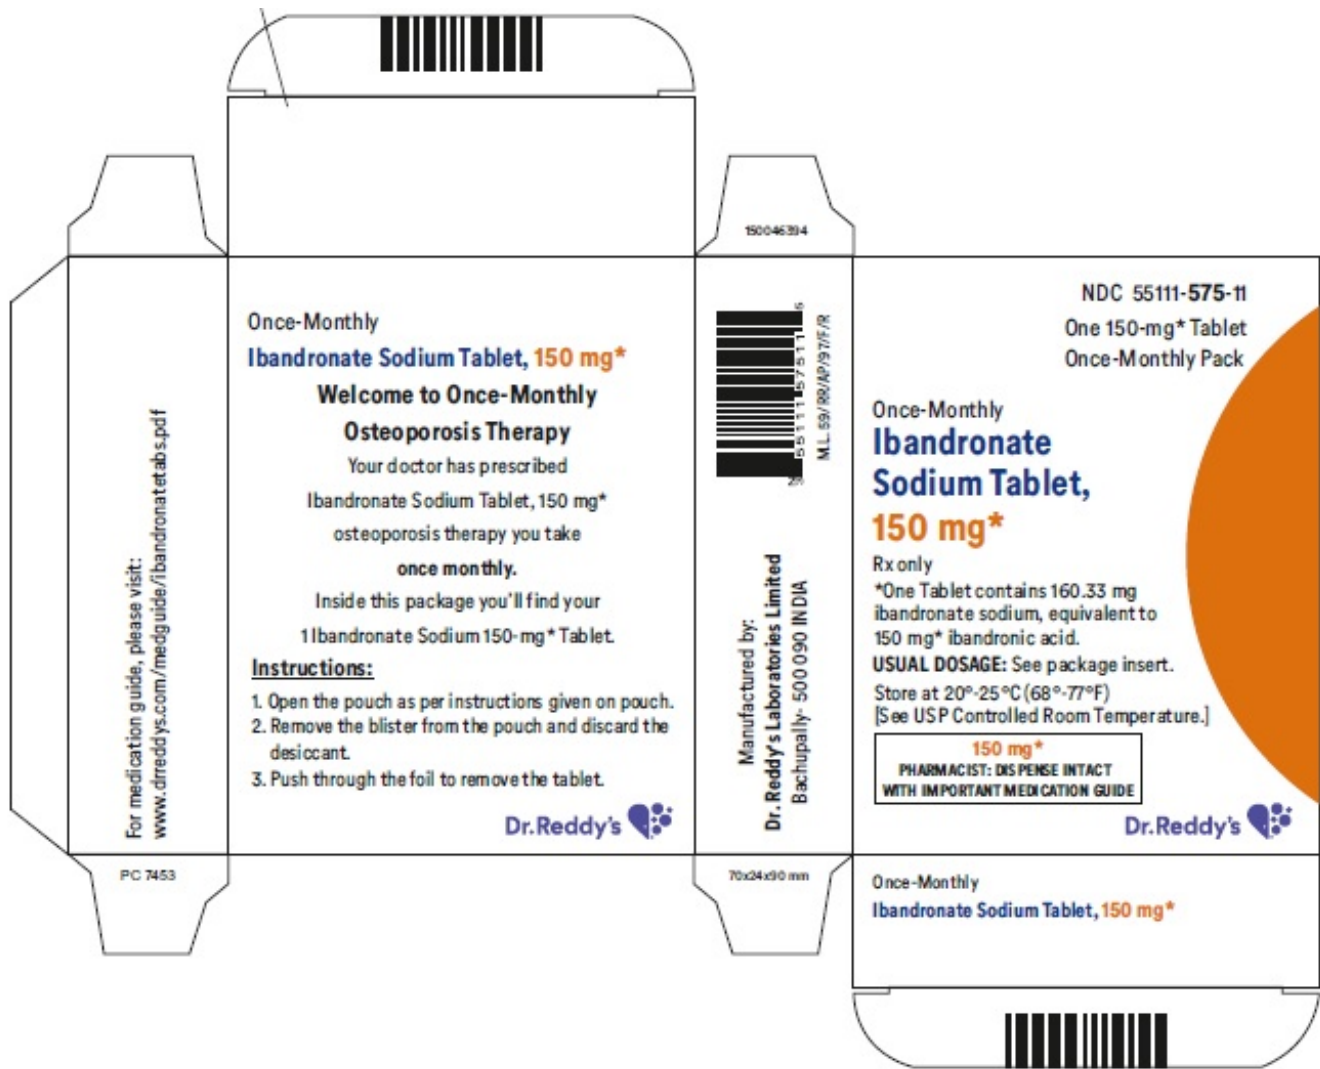 150046394
For medication guide, please visit:
www.drreddys.com/medguide/ibandronatetabs.pdf
PC 7453
Once-Monthly
Ibandronate Sodium Tablet, 150 mg*
Welcome to Once-Monthly
Osteoporosis Therapy
Your doctor has prescribed
Ibandronate Sodium Tablet, 150 mg*
osteoporosis therapy you take
once monthly.
Inside this package you'll find your
1 Ibandronate Sodium 150-mg* Tablet.
Instructions:
1. Open the pouch as per instructions given on pouch.
2. Remove the blister from the pouch and discard the
desiccant.
3. Push through the foil to remove the tablet.
Dr.Reddy's
55111 57511 6
M.L. 59/RR/AP/97/F/R
Manufactured by:
Dr. Reddy's Laboratories Limited
Bachupally- 500 090 INDIA
70x24x90 mm
NDC 55111-575-11
One 150-mg* Tablet
Once-Monthly Pack
Once-Monthly
Ibandronate
Sodium Tablet,
150 mg*
Rx only
*One Tablet contains 160.33 mg
ibandronate sodium, equivalent to
150 mg* ibandronic acid.
USUAL DOSAGE: See package insert.
Store at 20°-25°C (68°-77°F)
[See USP Controlled Room Temperature.]
150 mg*
PHARMACIST: DISPENSE INTACT
WITH IMPORTANT MEDICATION GUIDE
Dr.Reddy's
Once-Monthly
Ibandronate Sodium Tablet, 150 mg*